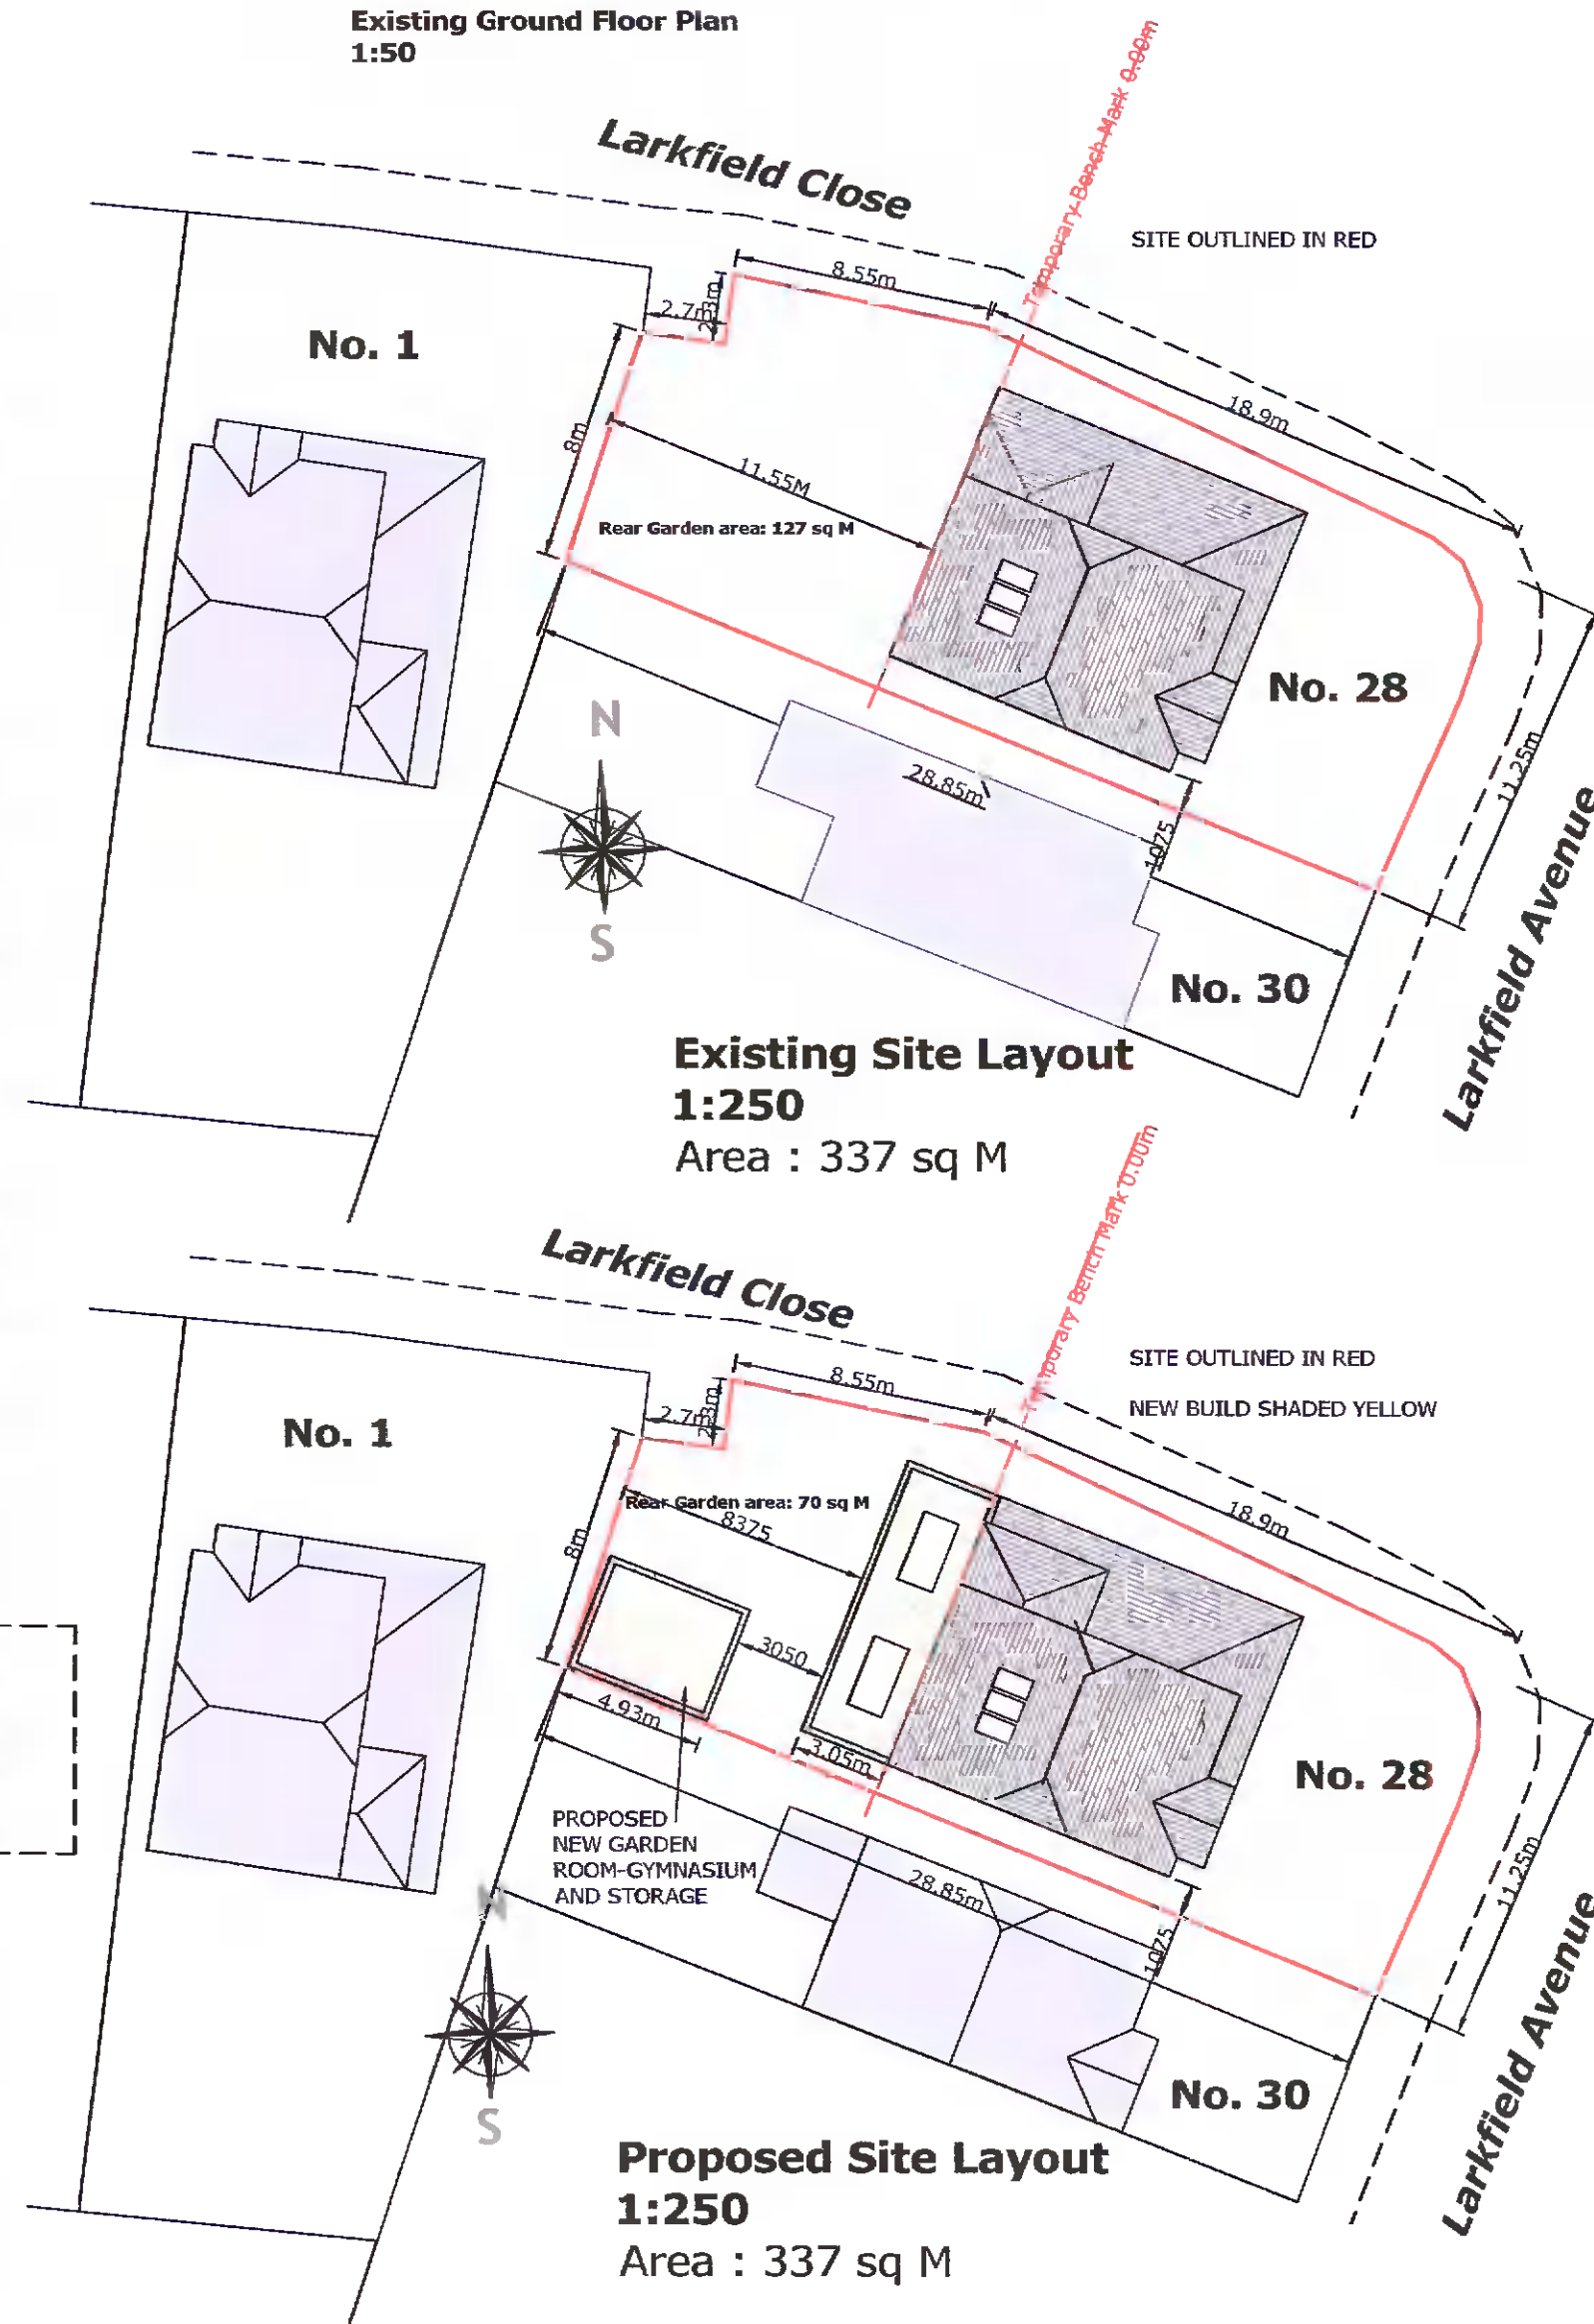 Existing Ground Floor Plan
1:50
Larkfield Close
Temporary Bench Mark 0.00m
SITE OUTLINED IN RED
8.55m
2.7m
2.3m
No. 1
18.9m
8m
11.55M
Rear Garden area: 127 sq M
No. 28
N
28.85m
11.25m
1075
S
No. 30
Larkfield Avenue
Existing Site Layout
1:250
Area : 337 sq M
Larkfield Close
Temporary Bench Mark 0.00m
SITE OUTLINED IN RED
NEW BUILD SHADED YELLOW
8.55m
2.7m
2.3m
No. 1
Rear Garden area: 70 sq M
8375
18.9m
8m
3050
4.93m
3.05m
No. 28
PROPOSED
NEW GARDEN
ROOM-GYMNASIUM
AND STORAGE
28.85m
11.25m
N
1075
S
No. 30
Larkfield Avenue
Proposed Site Layout
1:250
Area : 337 sq M